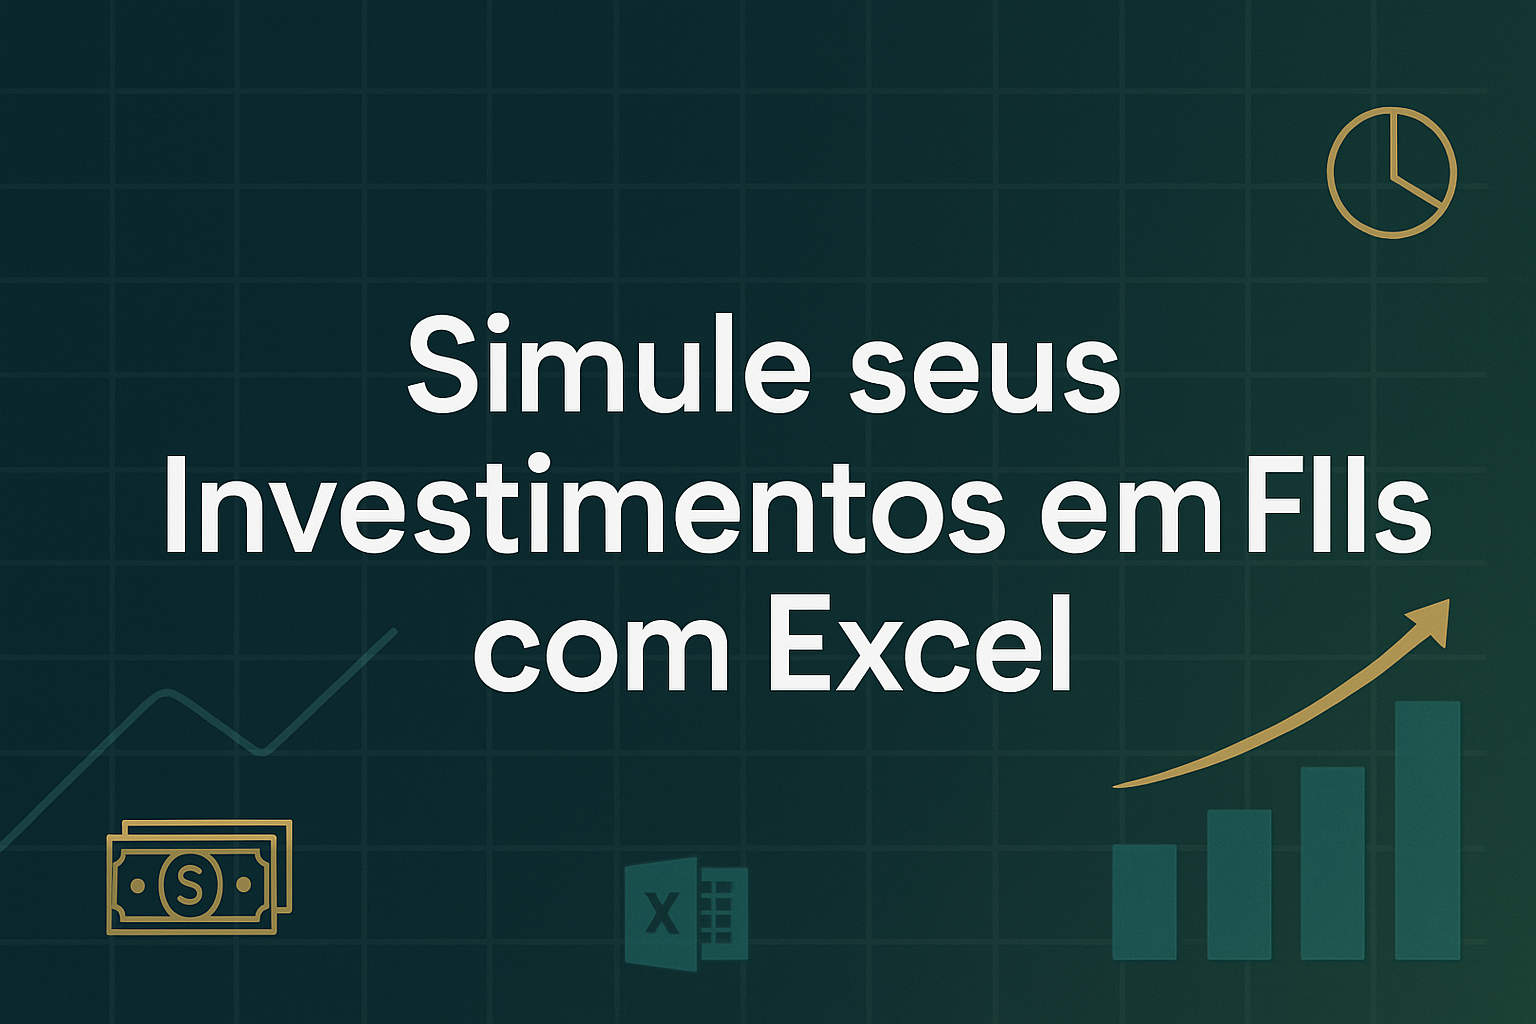 Simule seus
Investimentos em FIIs
com Excel
S
X